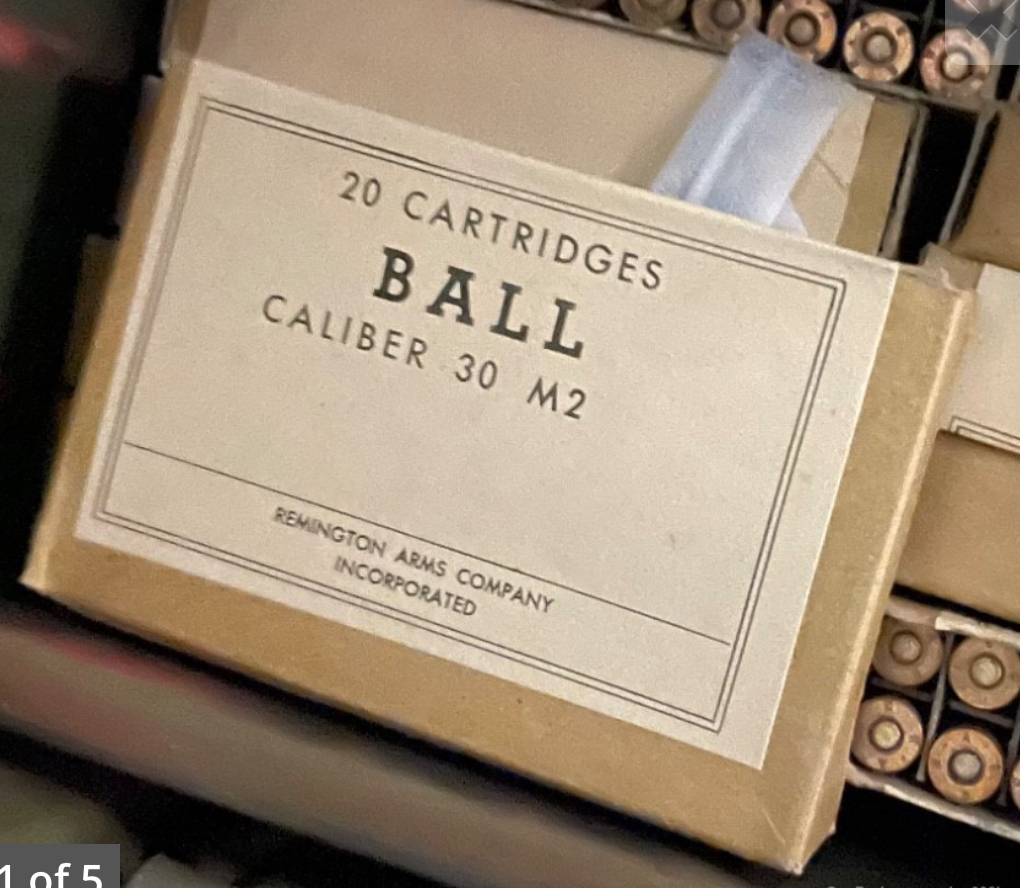 20 CARTRIDGES
BALL
CALIBER 30 M2
REMINGTON ARMS COMPANY
INCORPORATED
1 of 5